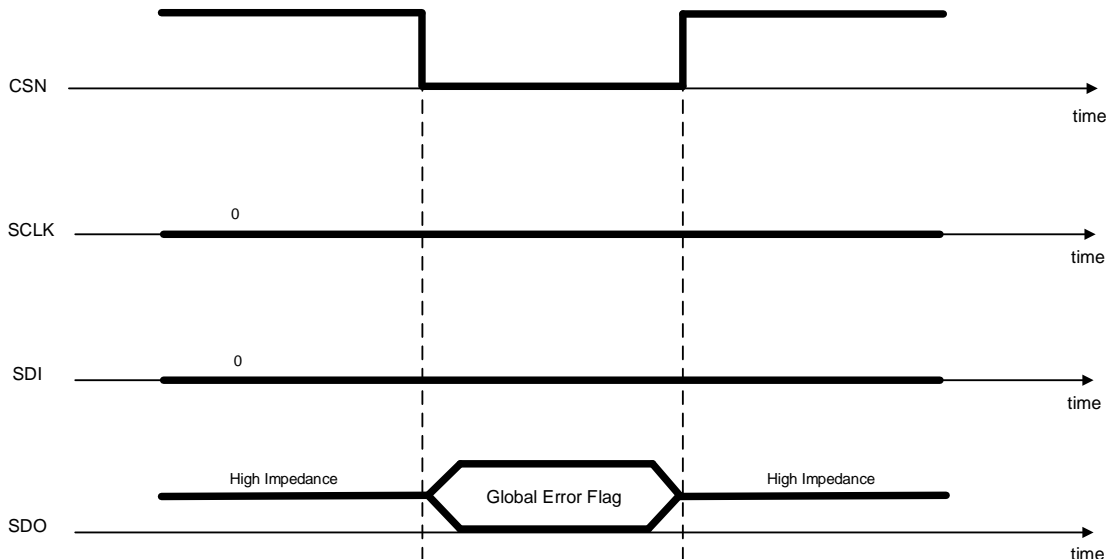 CSN
time
0
SCLK
time
0
SDI
time
High Impedance
Global Error Flag
High Impedance
SDO
time